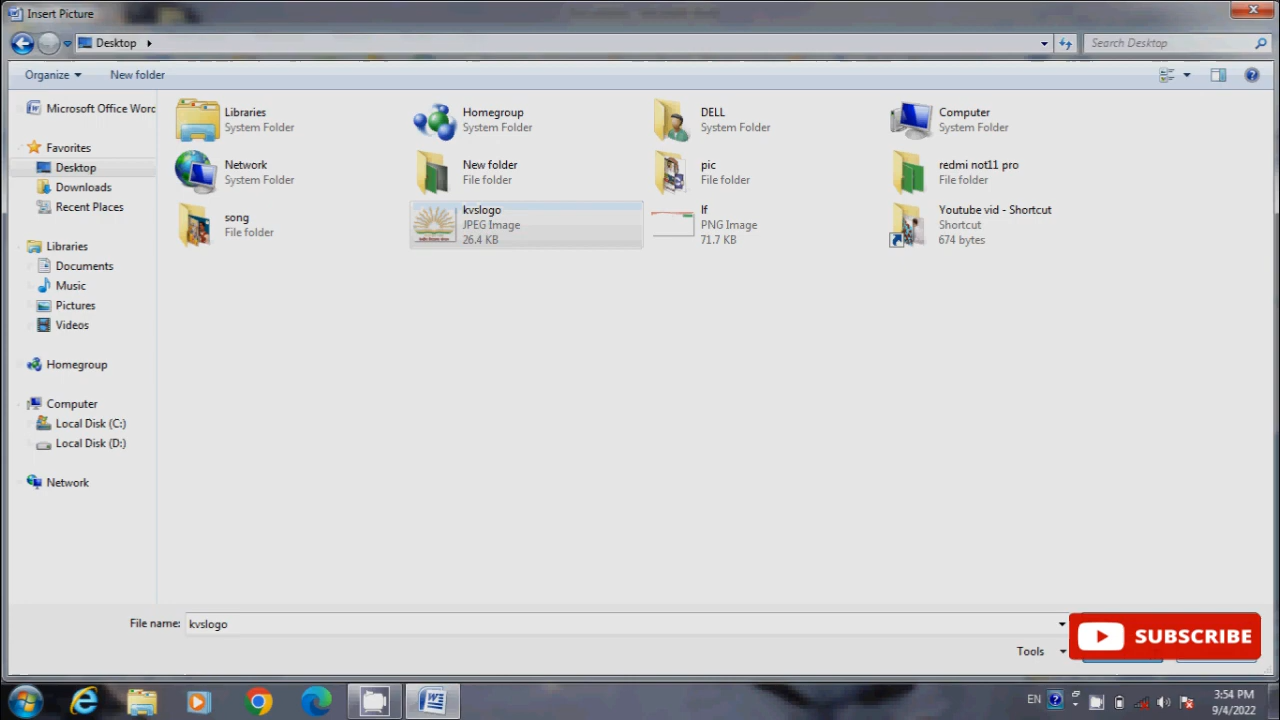 Insert Picture
Desktop
Search Desktop
Organize
New folder
Microsoft Office Word
Favorites
Desktop
Downloads
Recent Places
Libraries
Documents
Music
Pictures
Videos
Homegroup
Computer
Local Disk (C:)
Local Disk (D:)
Network
Libraries
System Folder
Homegroup
System Folder
DELL
System Folder
Computer
System Folder
Network
System Folder
New folder
File folder
pic
File folder
redmi not11 pro
File folder
song
File folder
kvslogo
JPEG Image
26.4 KB
lf
PNG Image
71.7 KB
Youtube vid - Shortcut
Shortcut
674 bytes
File name:
kvslogo
Tools
SUBSCRIBE
EN
3:54 PM
9/4/2022